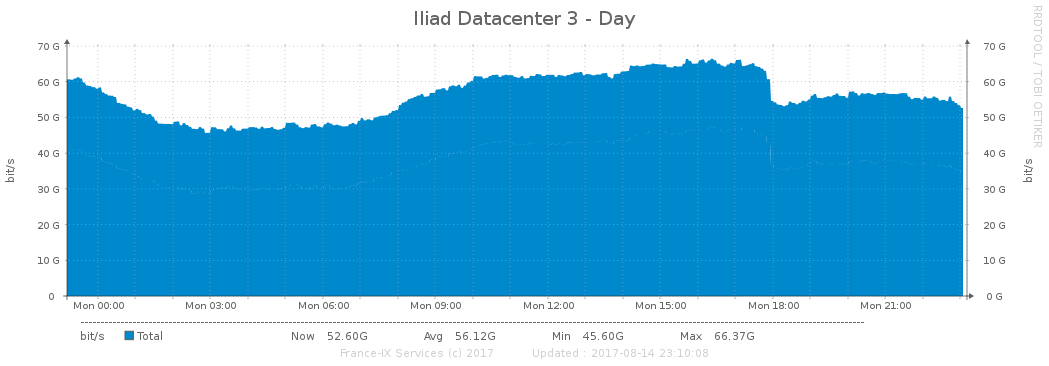 Iliad Datacenter 3 - Day
RRDTOOL / TOBI OETIKER
70 G 70 G
60 G 60 G
50 G 50 G
40 G 40 G
30 G 30 G
20 G 20 G
10 G 10 G
0 0 G
bit/s bit/s
Mon 00:00 Mon 03:00 Mon 06:00 Mon 09:00 Mon 12:00 Mon 15:00 Mon 18:00 Mon 21:00
bit/s Total Now 52.60G Avg 56.12G Min 45.60G Max 66.37G
France-IX Services (c) 2017 Updated : 2017-08-14 23:10:08